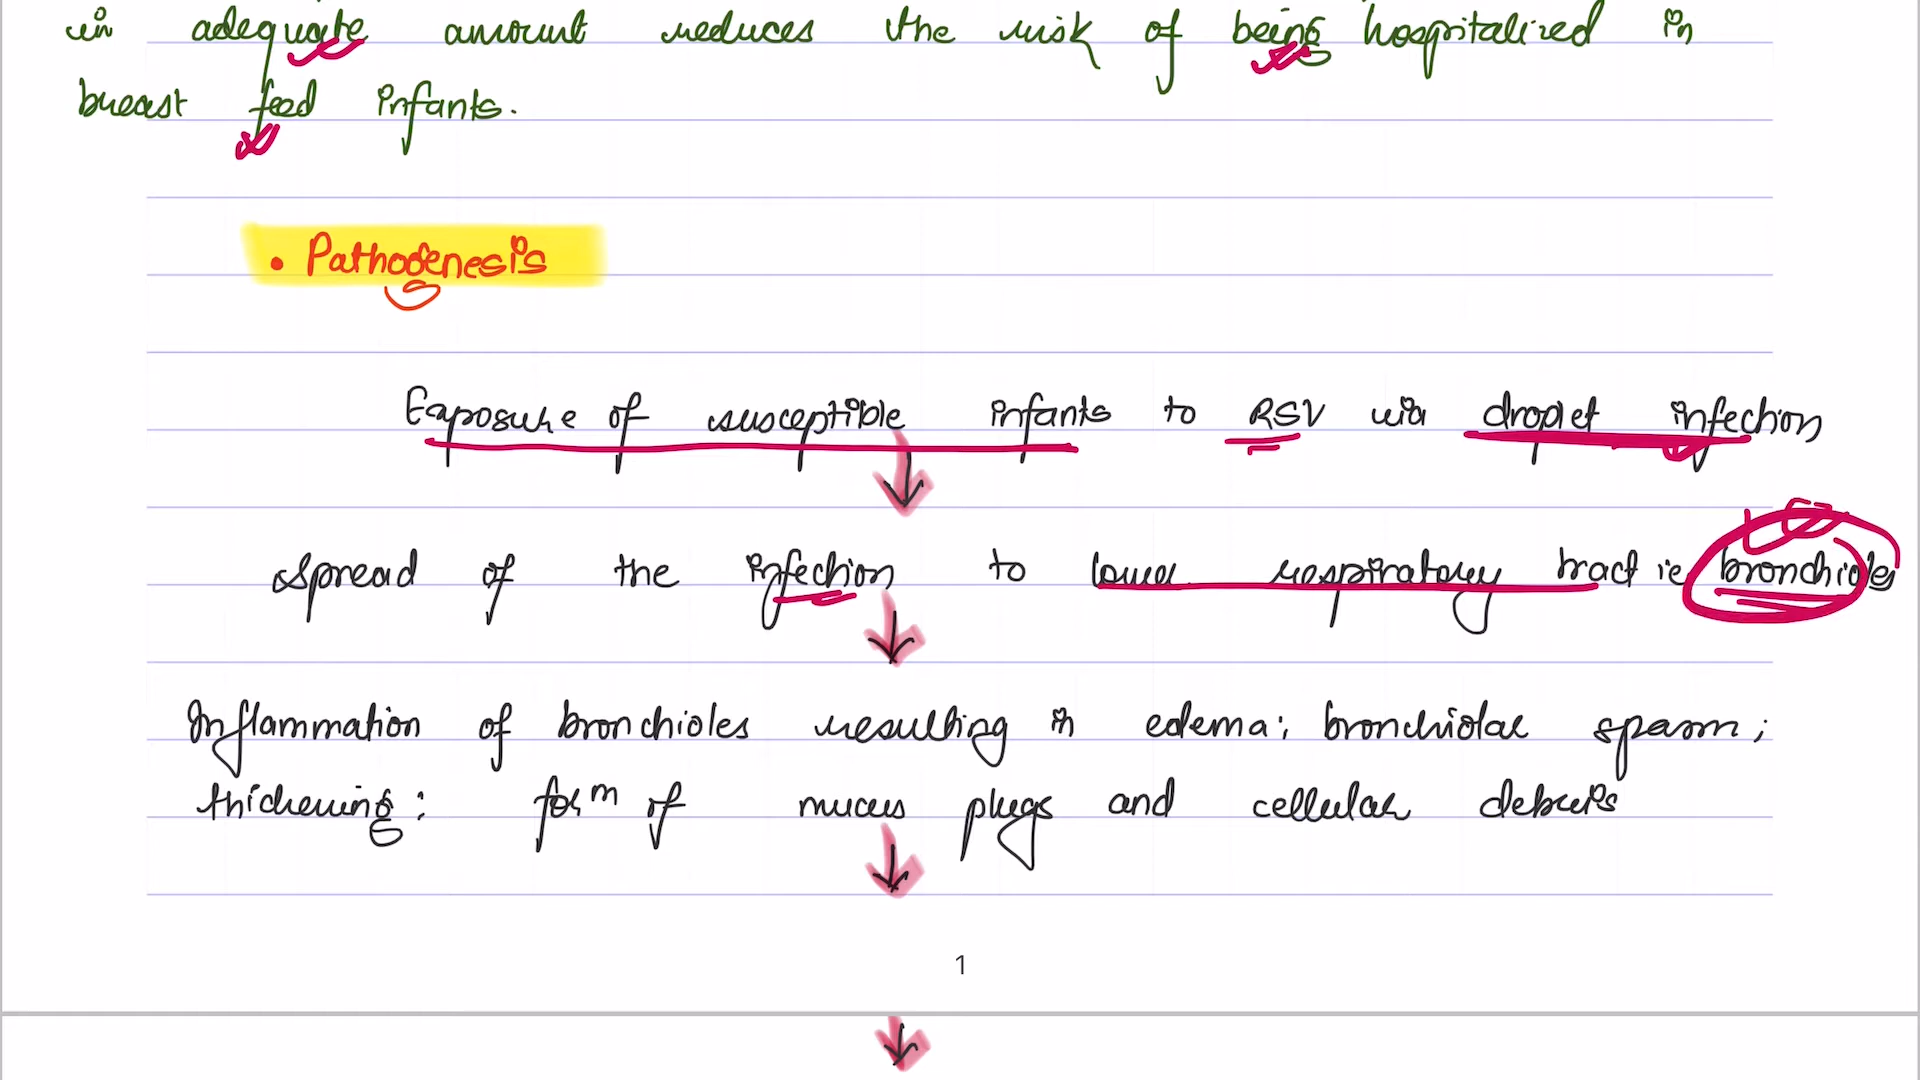 in adequate amount reduces the risk of being hospitalized in
breast feed infants.
• Pathogenesis
Exposure of susceptible infants to RSV via droplet infection
spread of the infection to lower respiratory tract ie bronchioles
Inflammation of bronchioles resulting in edema; bronchiolar spasm;
thickening; form of mucus plugs and cellular debris
1